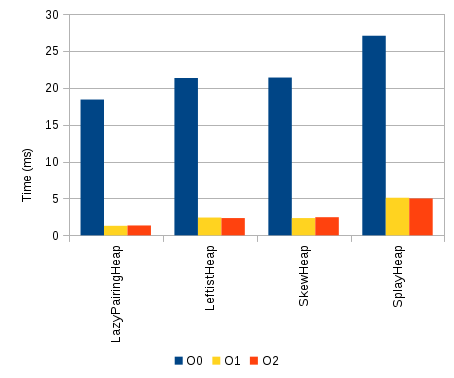 30
25
20
15
10
5
0
Time (ms)
LazyPairingHeap
LeftistHeap
SkewHeap
SplayHeap
O0 O1 O2